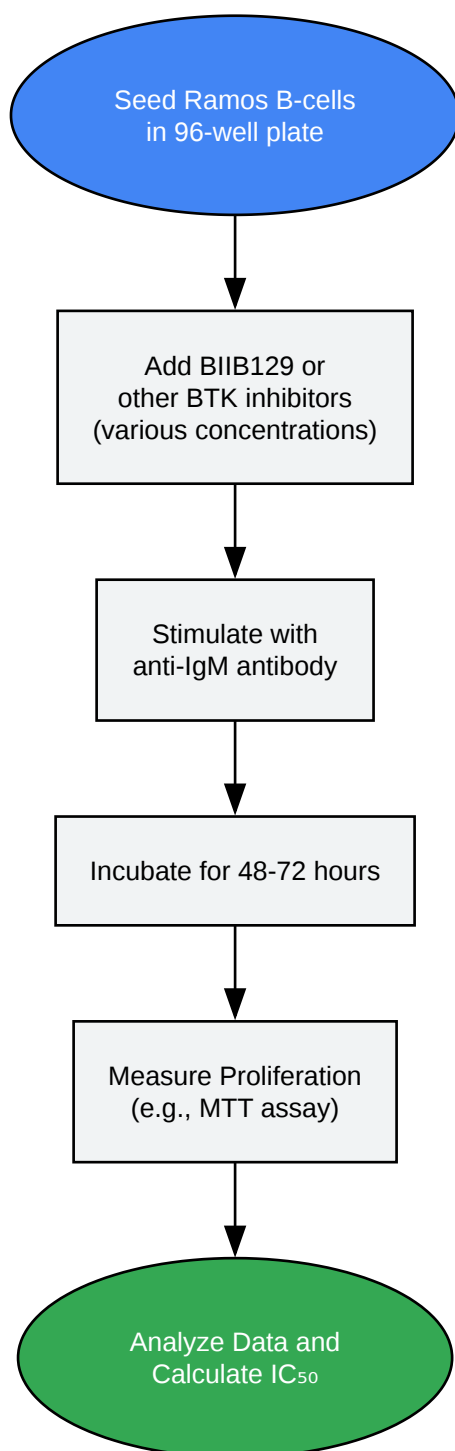 Seed Ramos B-cells
in 96-well plate
Add BIIB129 or
other BTK inhibitors
(various concentrations)
Stimulate with
anti-IgM antibody
Incubate for 48-72 hours
Measure Proliferation
(e.g., MTT assay)
Analyze Data and
Calculate IC₅₀